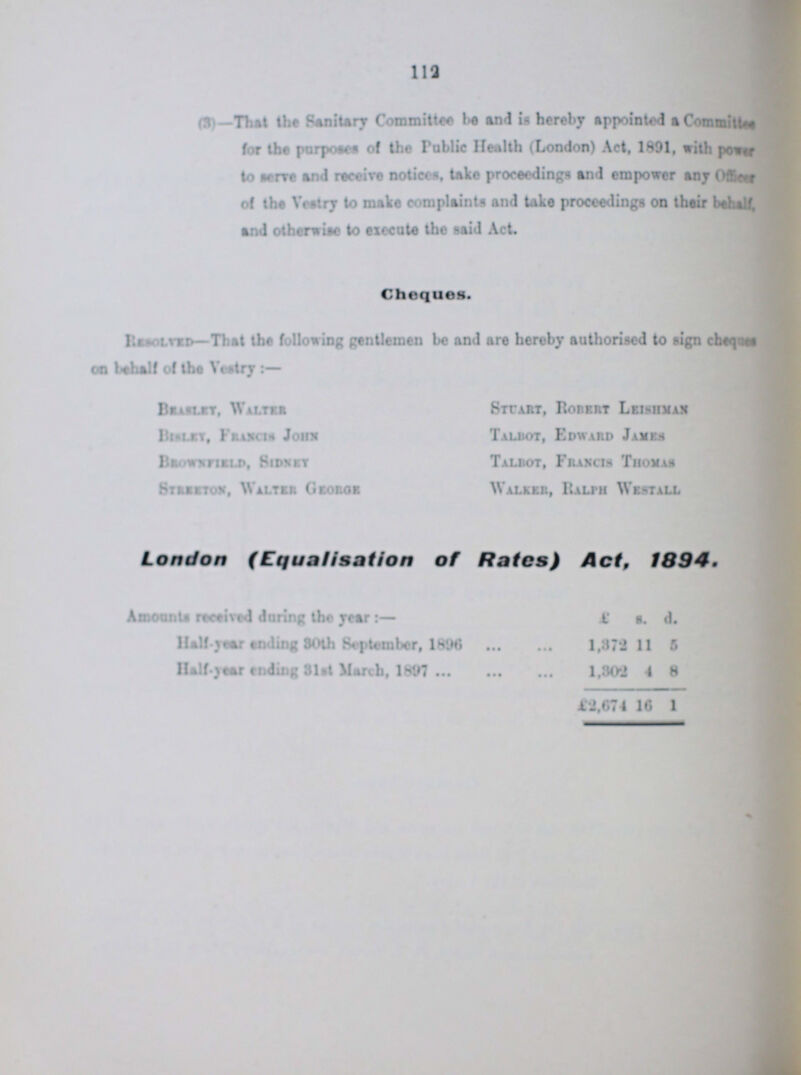 112
(3)—That the Sanitary Committee be and is hereby appointed a Committee
for the purposes of the Public Health (London) Act, 1891, with power
to serve and receive notices, take proceedings and empower any Officer
of the Vestry to make complaints and take proceedings on their behalf,
and otherwise to execute the said Act.
Cheques.
Resolved—That the following gentlemen be and are hereby authorised to sign cheques
on behalf of the Vestry :—
Beasley, Walter Stuart, Robert Leishman
Bisley, Francis John Talbot, Edward James
Brownfield, Sidney Talbot, Francis Thomas
Streeton, Walter George Walker, Ralph Westall
London (Equalisation of Rates) Act, 1894.
Amounts received during the year :— £ s. d.
Half-year ending 30th September, 1896 ... ... 1,372 11 5
Half-year ending 31st March, 1897 ... ... ... 1,302 4 8
£2,674 16 1